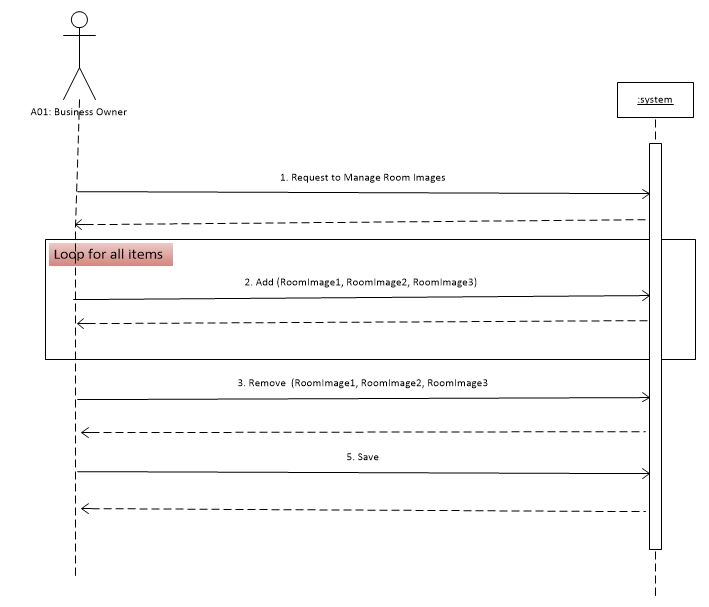 A01: Business Owner
:system
1. Request to Manage Room Images
Loop for all items
2. Add (RoomImage1, RoomImage2, RoomImage3)
3. Remove  (RoomImage1, RoomImage2, RoomImage3
5. Save